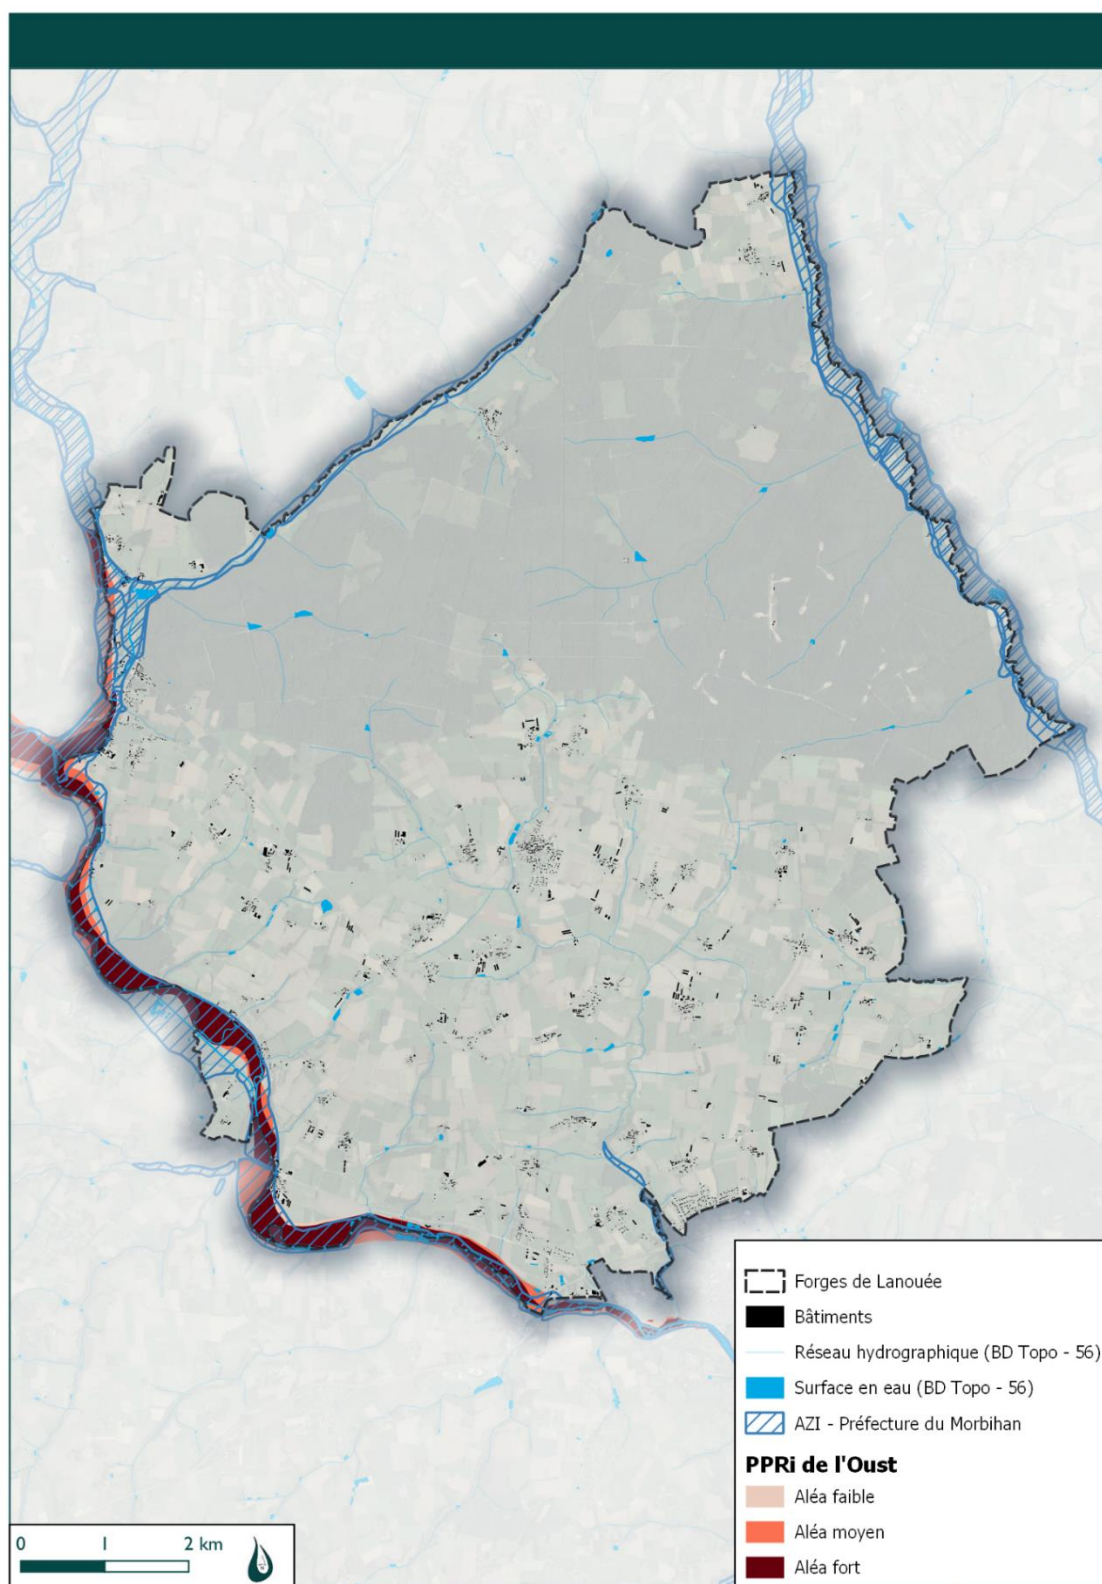 Forges de Lanouée
Bâtiments
Réseau hydrographique (BD Topo - 56)
Surface en eau (BD Topo - 56)
AZI - Préfecture du Morbihan
PPRi de l'Oust
Aléa faible
Aléa moyen
Aléa fort
0 1 2 km